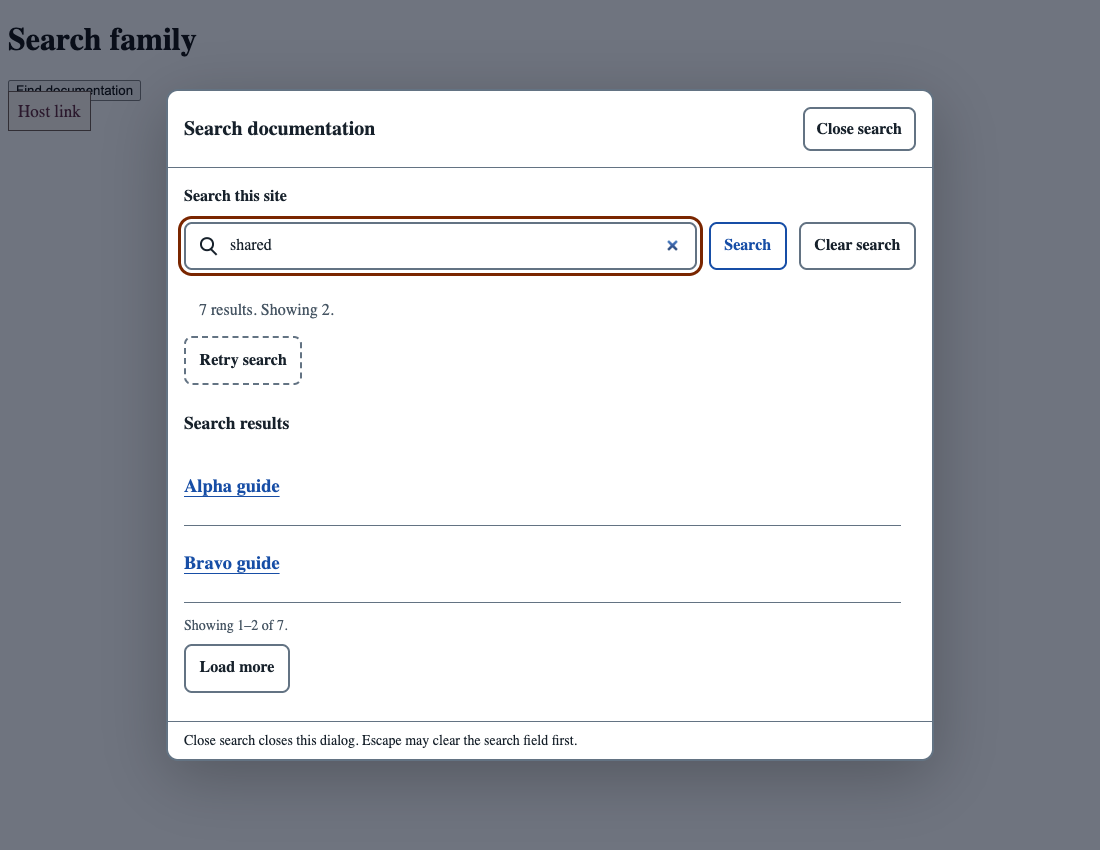 Search family
Find documentation
Host link
Search documentation
Close search
Search this site
shared
Search
Clear search
7 results. Showing 2.
Retry search
Search results
Alpha guide
Bravo guide
Showing 1–2 of 7.
Load more
Close search closes this dialog. Escape may clear the search field first.